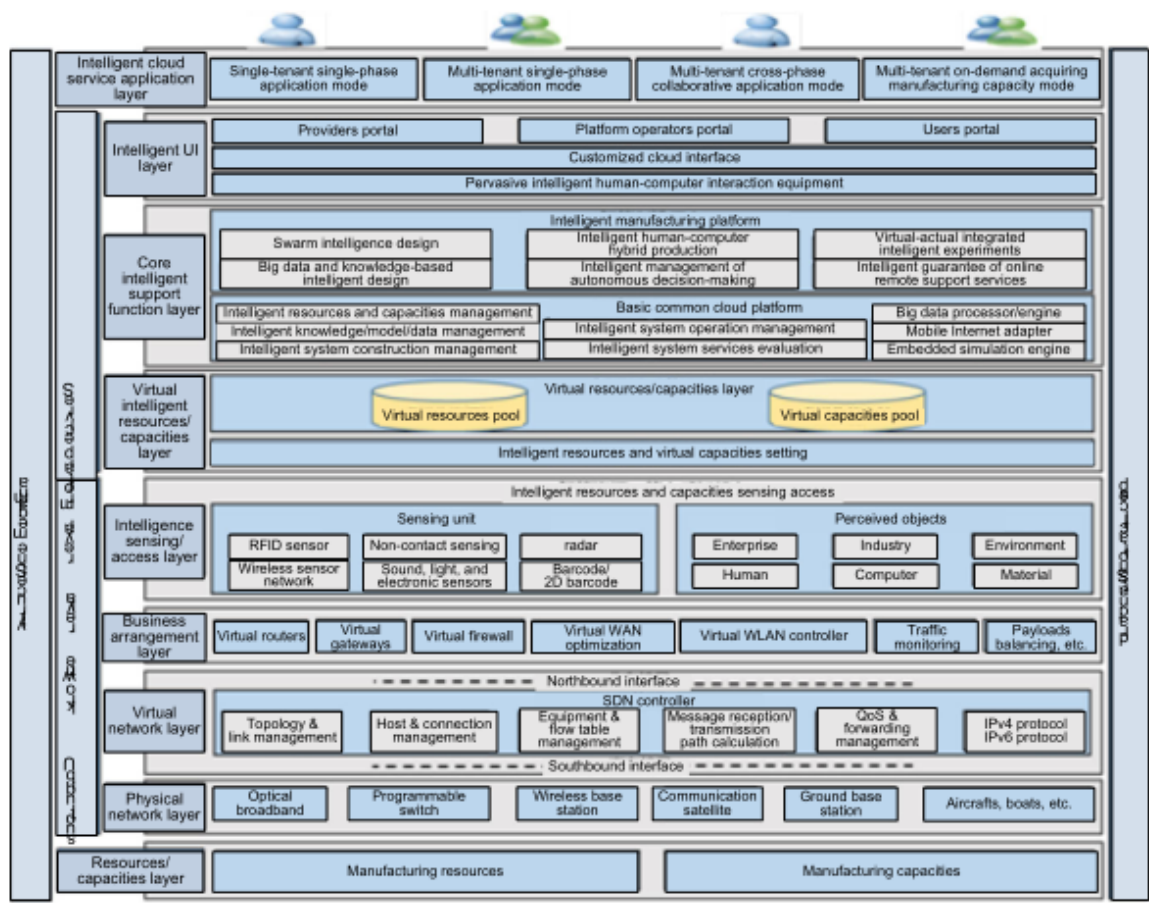 Intelligent cloud
service application
layer
Single-tenant single-phase
application mode
Multi-tenant single-phase
application mode
Multi-tenant cross-phase
collaborative application mode
Multi-tenant on-demand acquiring
manufacturing capacity mode
Intelligent UI
layer
Providers portal
Platform operators portal
Users portal
Customized cloud interface
Pervasive intelligent human-computer interaction equipment
Core
intelligent
support
function layer
Intelligent manufacturing platform
Swarm intelligence design
Intelligent human-computer
hybrid production
Virtual-actual integrated
intelligent experiments
Big data and knowledge-based
intelligent design
Intelligent management of
autonomous decision-making
Intelligent guarantee of online
remote support services
Basic common cloud platform
Intelligent resources and capacities management
Intelligent knowledge/model/data management
Intelligent system construction management
Intelligent system operation management
Intelligent system services evaluation
Big data processor/engine
Mobile Internet adapter
Embedded simulation engine
Virtual
intelligent
resources/
capacities
layer
Virtual resources/capacities layer
Virtual resources pool
Virtual capacities pool
Intelligent resources and virtual capacities setting
Intelligence
sensing/
access layer
Intelligent resources and capacities sensing access
Sensing unit
RFID sensor
Non-contact sensing
radar
Wireless sensor
network
Sound, light, and
electronic sensors
Barcode/
2D barcode
Perceived objects
Enterprise
Industry
Environment
Human
Computer
Material
Business
arrangement
layer
Virtual routers
Virtual
gateways
Virtual firewall
Virtual WAN
optimization
Virtual WLAN controller
Traffic
monitoring
Payloads
balancing, etc.
Virtual
network layer
Northbound interface
SDN controller
Topology &
link management
Host & connection
management
Equipment &
flow table
management
Message reception/
transmission
path calculation
QoS &
forwarding
management
IPv4 protocol
IPv6 protocol
Southbound interface
Physical
network layer
Optical
broadband
Programmable
switch
Wireless base
station
Communication
satellite
Ground base
station
Aircrafts, boats, etc.
Resources/
capacities layer
Manufacturing resources
Manufacturing capacities